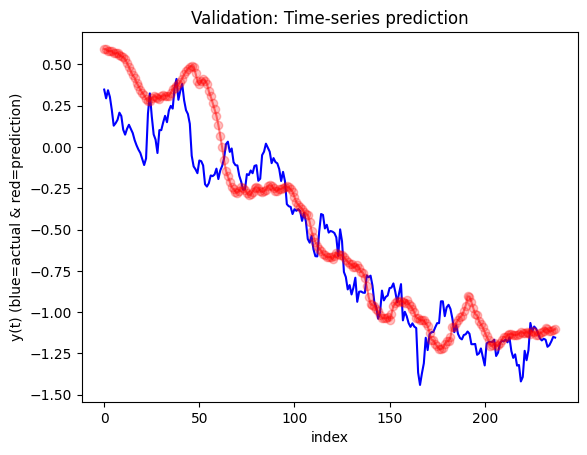 Validation: Time-series prediction
y(t) (blue=actual & red=prediction)
0.50
0.25
0.00
−0.25
−0.50
−0.75
−1.00
−1.25
−1.50
0 50 100 150 200
index